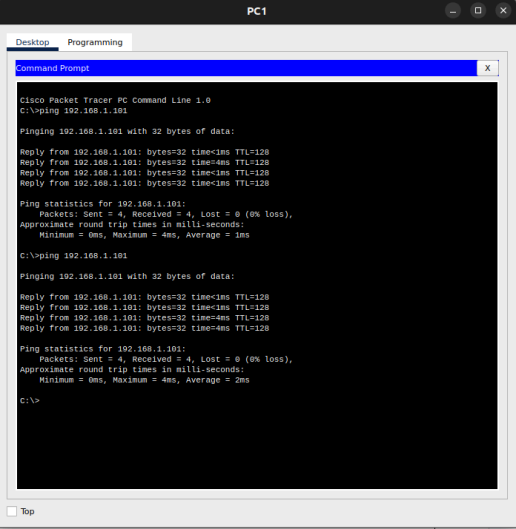 PC1
Desktop Programming
Command Prompt X
Cisco Packet Tracer PC Command Line 1.0
C:\>ping 192.168.1.101
Pinging 192.168.1.101 with 32 bytes of data:
Reply from 192.168.1.101: bytes=32 time<1ms TTL=128
Reply from 192.168.1.101: bytes=32 time=4ms TTL=128
Reply from 192.168.1.101: bytes=32 time<1ms TTL=128
Reply from 192.168.1.101: bytes=32 time<1ms TTL=128
Ping statistics for 192.168.1.101:
Packets: Sent = 4, Received = 4, Lost = 0 (0% loss),
Approximate round trip times in milli-seconds:
Minimum = 0ms, Maximum = 4ms, Average = 1ms
C:\>ping 192.168.1.101
Pinging 192.168.1.101 with 32 bytes of data:
Reply from 192.168.1.101: bytes=32 time<1ms TTL=128
Reply from 192.168.1.101: bytes=32 time<1ms TTL=128
Reply from 192.168.1.101: bytes=32 time=4ms TTL=128
Reply from 192.168.1.101: bytes=32 time=4ms TTL=128
Ping statistics for 192.168.1.101:
Packets: Sent = 4, Received = 4, Lost = 0 (0% loss),
Approximate round trip times in milli-seconds:
Minimum = 0ms, Maximum = 4ms, Average = 2ms
C:\>
Top